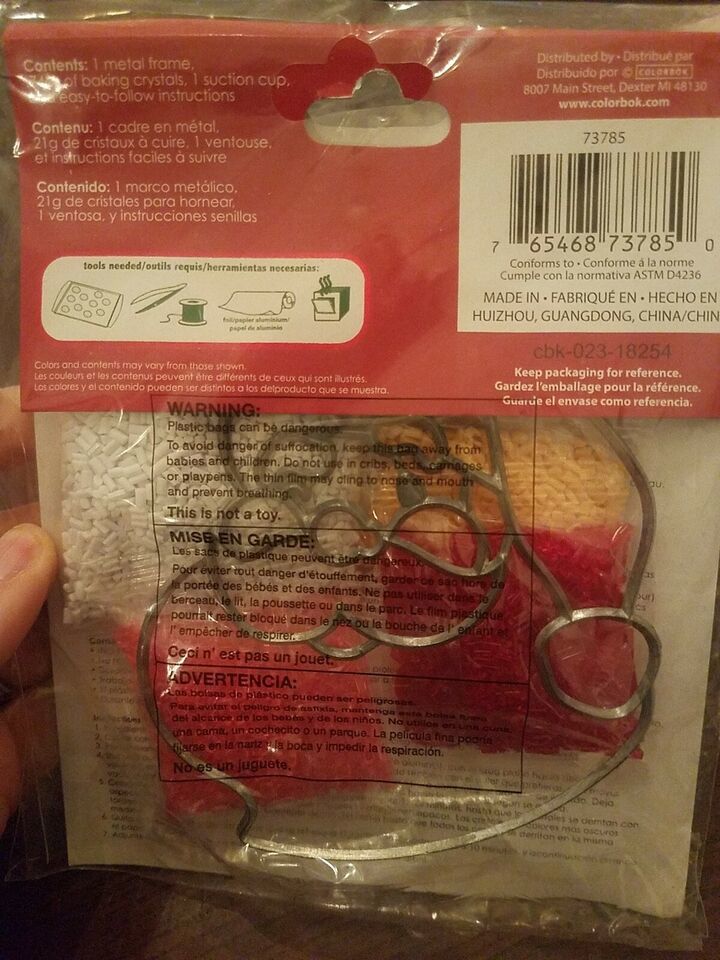 Contents: 1 metal frame,
of baking crystals, 1 suction cup,
easy-to-follow instructions
Contenu: 1 cadre en métal,
21g de cristaux à cuire, 1 ventouse,
et instructions faciles à suivre
Contenido: 1 marco metálico,
21g de cristales para hornear,
1 ventosa, y instrucciones senillas
Distributed by • Distribué par
Distribuido por © COLORBOK
8007 Main Street, Dexter MI 48130
www.colorbok.com
73785
7 65468 73785 0
Conforms to • Conforme á la norme
Cumple con la normativa ASTM D4236
MADE IN • FABRIQUÉ EN • HECHO EN
HUIZHOU, GUANGDONG, CHINA/CHIN
tools needed/outils requis/herramientas necesarias:
foil/papier aluminium/
papel de aluminio
cbk-023-18254
Colors and contents may vary from those shown.
Les couleurs et les contenus peuvent être différents de ceux qui sont illustrés.
Los colores y el contenido pueden ser distintos a los delproducto que se muestra.
Keep packaging for reference.
Gardez l'emballage pour la référence.
Guarde el envase como referencia.
WARNING:
Plastic bags can be dangerous.
To avoid danger of suffocation, keep this bag away from
babies and children. Do not use in cribs, beds, carriages
or playpens. The thin film may cling to nose and mouth
and prevent breathing.
This is not a toy.
MISE EN GARDE:
Les sacs de plastique peuvent être dangereux.
Pour éviter tout danger d'étouffement, garder ce sac hors de
la portée des bébés et des enfants. Ne pas utiliser dans le
berceau, le lit, la poussette ou dans le parc. Le film plastique
pourrait rester bloqué dans le nez ou la bouche de l' enfant et
l' empêcher de respirer.
Ceci n' est pas un jouet.
ADVERTENCIA:
Las bolsas de plástico pueden ser peligrosas.
Para evitar el peligro de asfixia, mantenga esta bolsa fuera
del alcance de los bebés y de los niños. No utilice en una cuna,
una cama, un cochecito o un parque. La película fina podría
fijarse en la nariz y la boca y impedir la respiración.
No es un juguete.